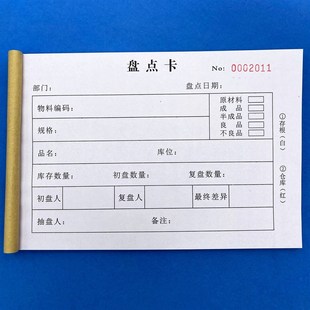 盘点卡
No: 0002011
部门: 盘点日期:
物料编码:
规格:
原材料
成品
半成品
良品
不良品
品名: 库位:
库存数量: 初盘数量: 复盘数量:
初盘人 复盘人 最终差异
抽盘人 备注:
①存根(白)
②仓库(红)